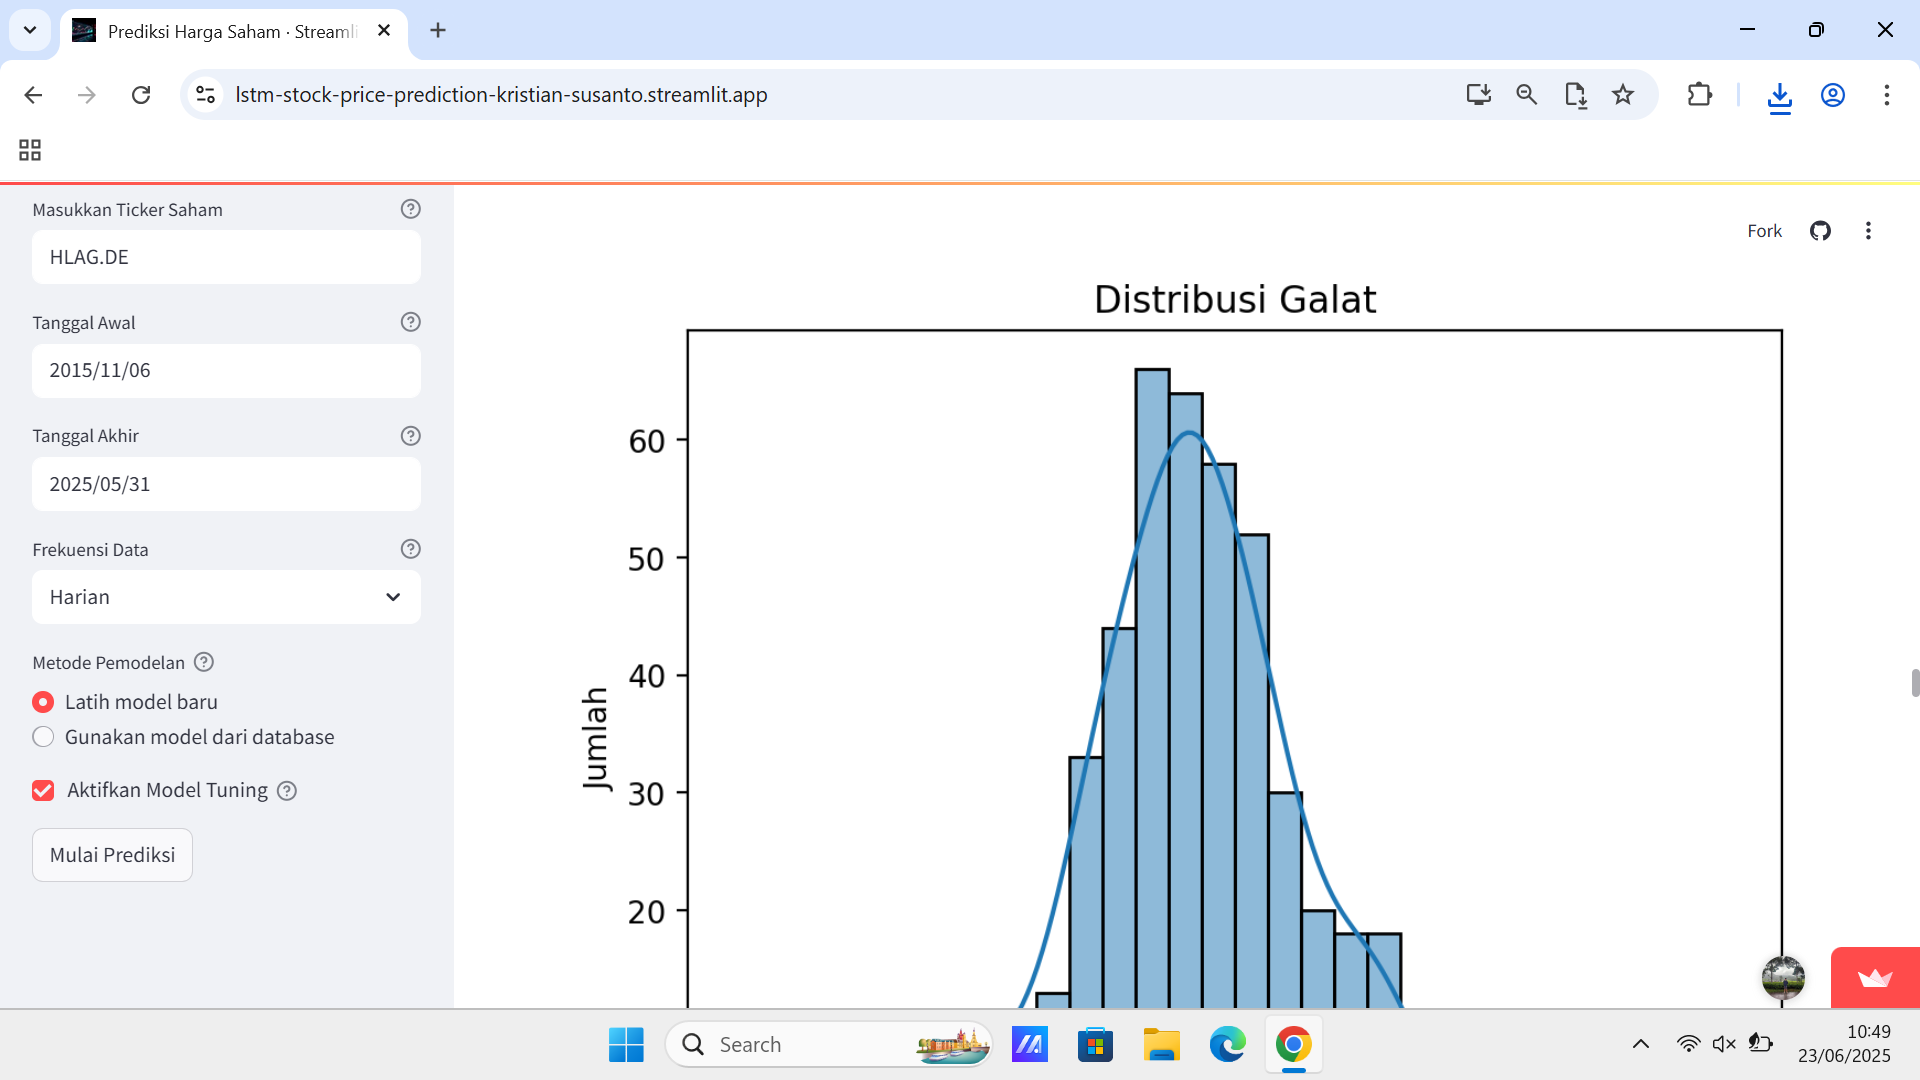 Prediksi Harga Saham · Streamli
lstm-stock-price-prediction-kristian-susanto.streamlit.app
Masukkan Ticker Saham
HLAG.DE
Tanggal Awal
2015/11/06
Tanggal Akhir
2025/05/31
Frekuensi Data
Harian
Metode Pemodelan
Latih model baru
Gunakan model dari database
Aktifkan Model Tuning
Mulai Prediksi
Fork
Distribusi Galat
60
50
40
30
20
Jumlah
Search
10:49
23/06/2025